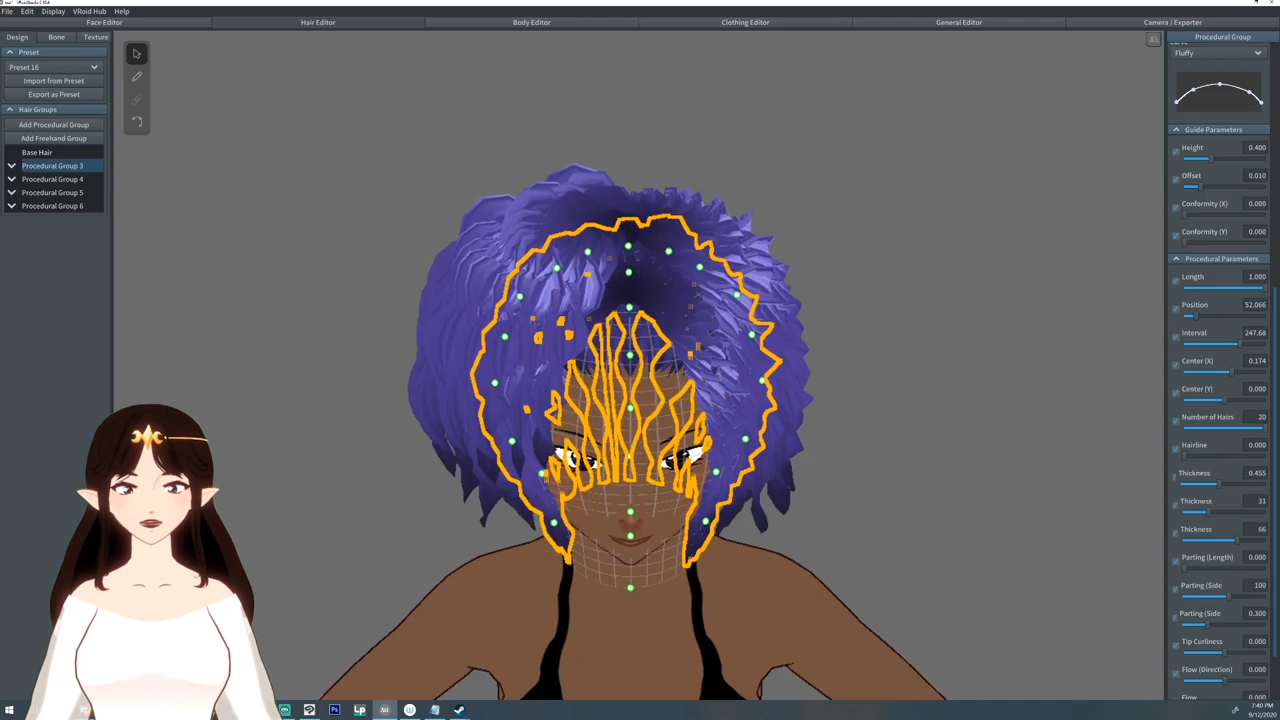 File Edit Display VRoid Hub Help
Face Editor Hair Editor Body Editor Clothing Editor General Editor Camera / Exporter
Design Bone Texture
Preset
Preset 16
Import from Preset
Export as Preset
Hair Groups
Add Procedural Group
Add Freehand Group
Base Hair
Procedural Group 3
Procedural Group 4
Procedural Group 5
Procedural Group 6
Procedural Group
Fluffy
Guide Parameters
Height 0.400
Offset 0.010
Conformity (X) 0.000
Conformity (Y) 0.000
Procedural Parameters
Length 1.000
Position 52.066
Interval 247.68
Center (X) 0.174
Center (Y) 0.000
Number of Hairs 20
Hairline 0.000
Thickness 0.455
Thickness 31
Thickness 66
Parting (Length) 0.000
Parting (Side 100
Parting (Side 0.300
Tip Curliness 0.000
Flow (Direction) 0.000
7:40 PM
9/12/2020